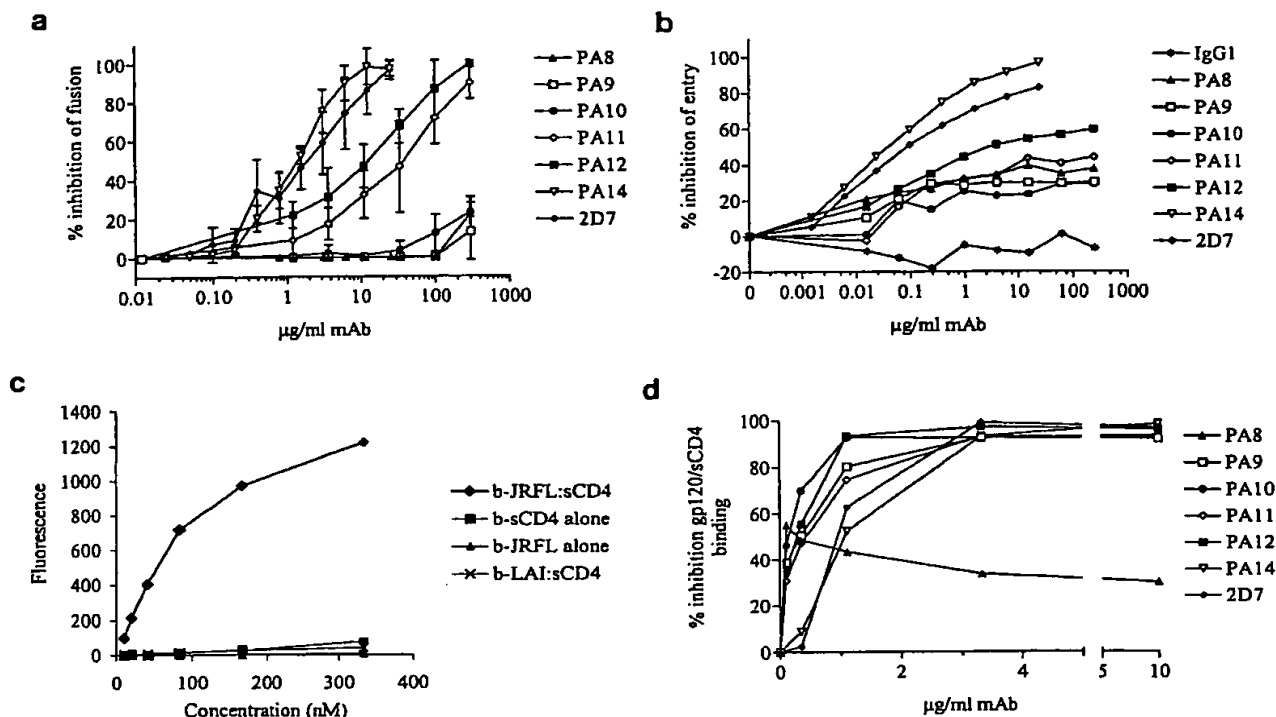 a
% inhibition of fusion
100
80
60
40
20
0
0.01
0.10
1
10
100
1000
µg/ml mAb
PA8
PA9
PA10
PA11
PA12
PA14
2D7
b
% inhibition of entry
100
80
60
40
20
0
-20
0
0.001
0.01
0.1
1
10
100
1000
µg/ml mAb
IgG1
PA8
PA9
PA10
PA11
PA12
PA14
2D7
c
Fluorescence
1400
1200
1000
800
600
400
200
0
0
100
200
300
400
Concentration (nM)
b-JRFL:sCD4
b-sCD4 alone
b-JRFL alone
b-LAI:sCD4
d
% inhibition gp120/sCD4
binding
100
80
60
40
20
0
0
2
4
5
10
µg/ml mAb
PA8
PA9
PA10
PA11
PA12
PA14
2D7